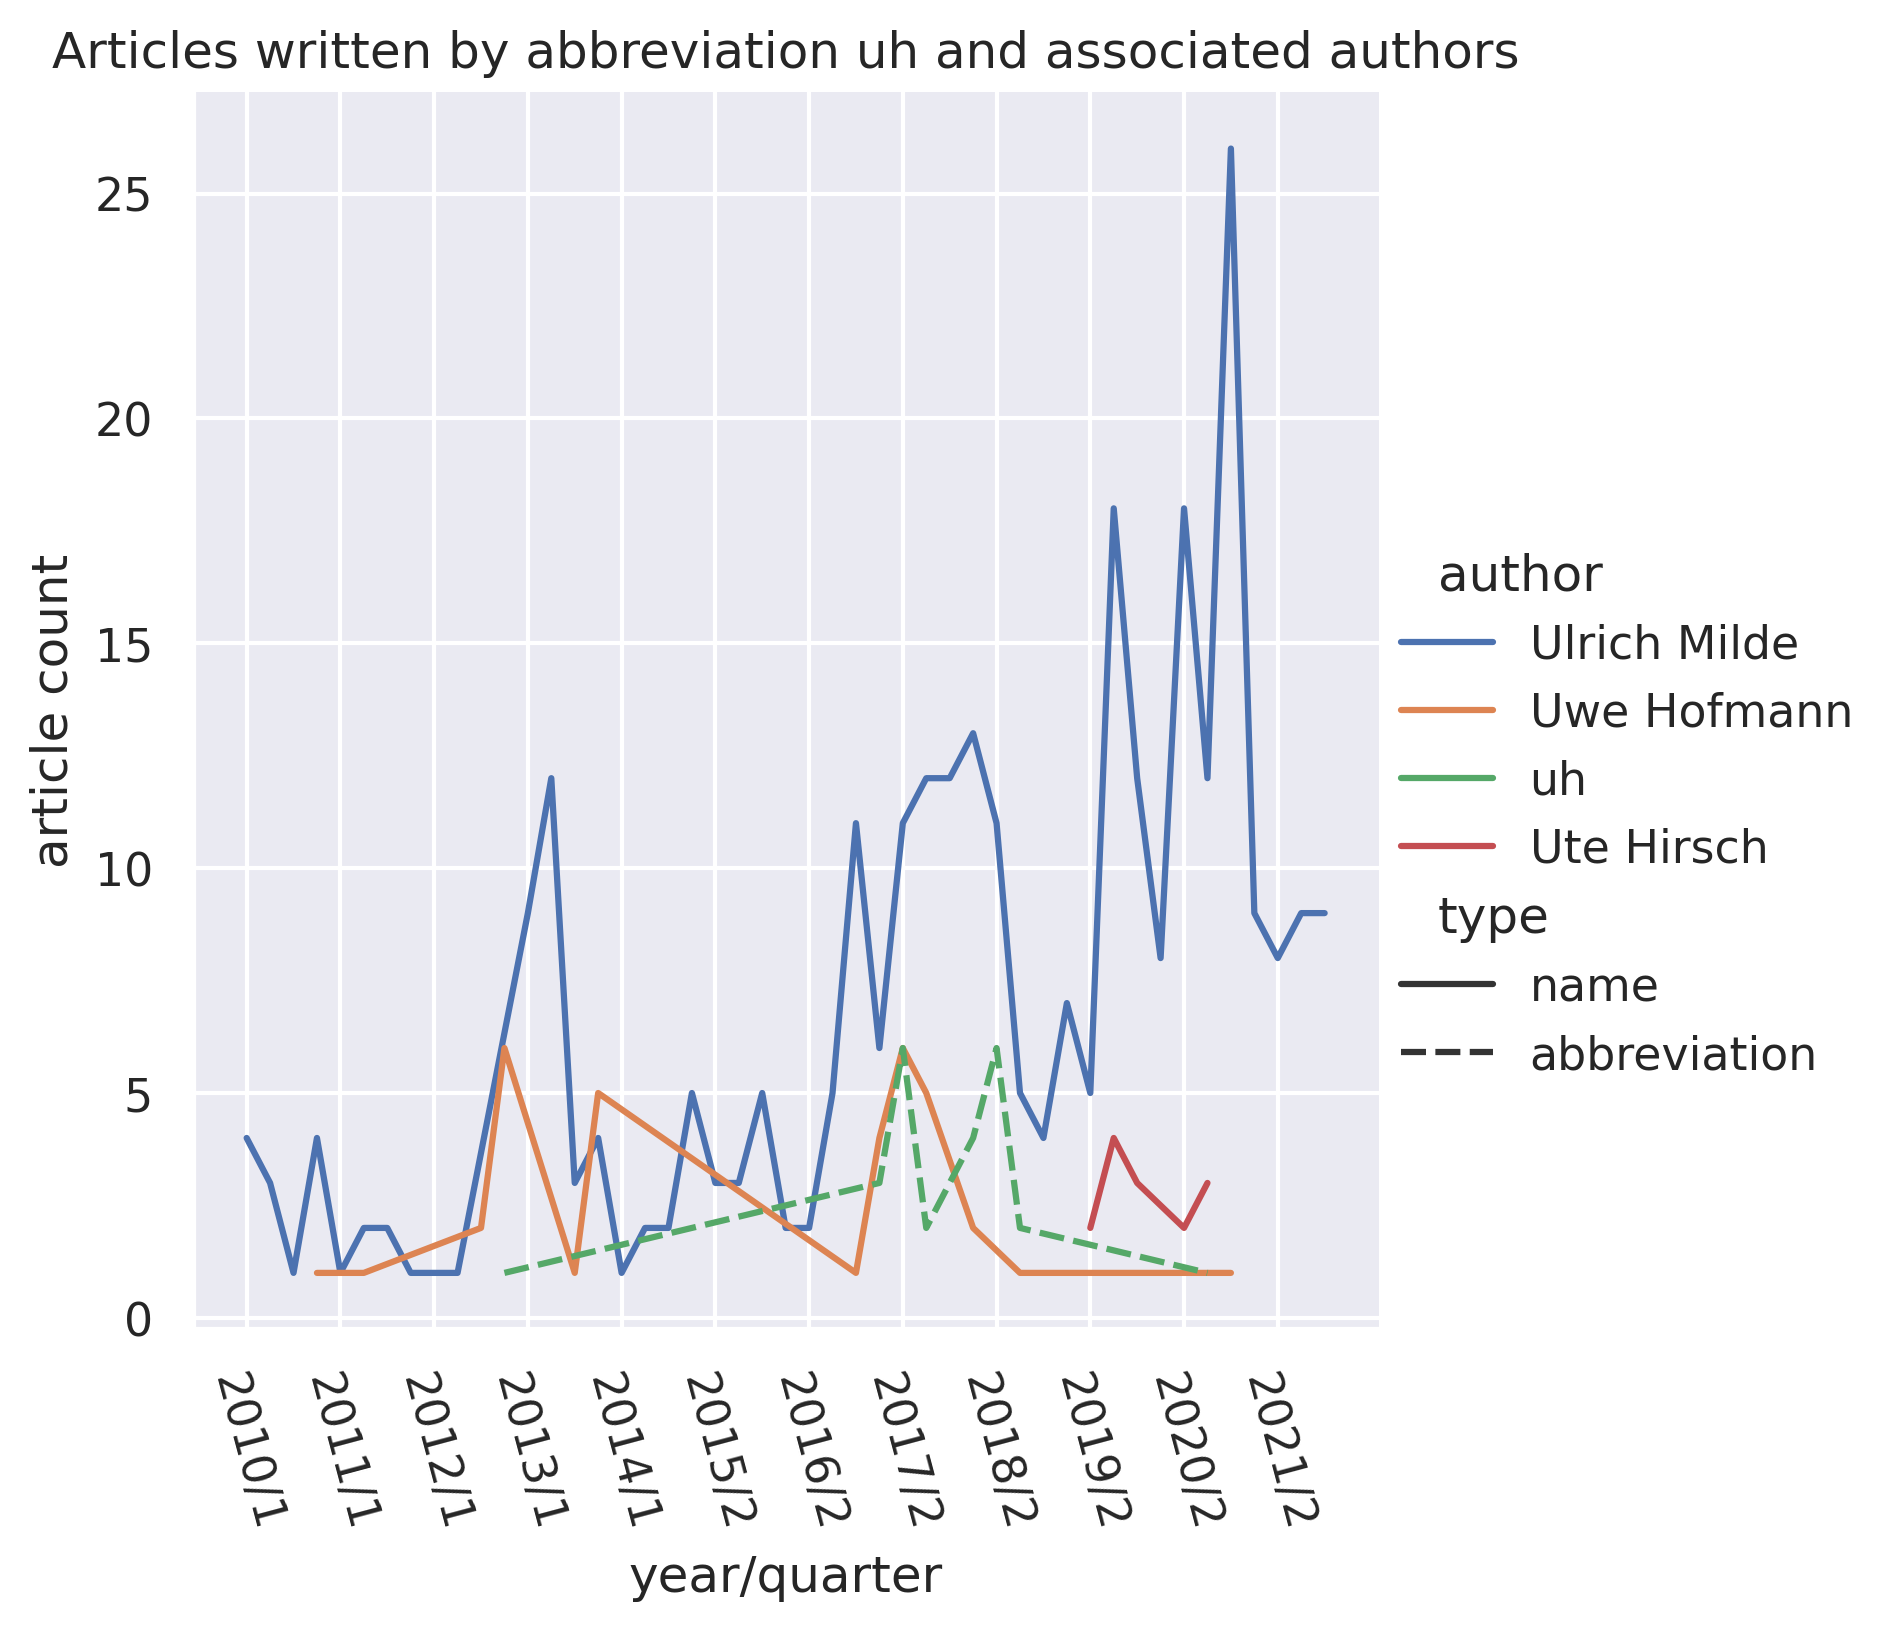 Articles written by abbreviation uh and associated authors
article count
25
20
15
10
5
0
2010/1
2011/1
2012/1
2013/1
2014/1
2015/2
2016/2
2017/2
2018/2
2019/2
2020/2
2021/2
year/quarter
author
Ulrich Milde
Uwe Hofmann
uh
Ute Hirsch
type
name
abbreviation